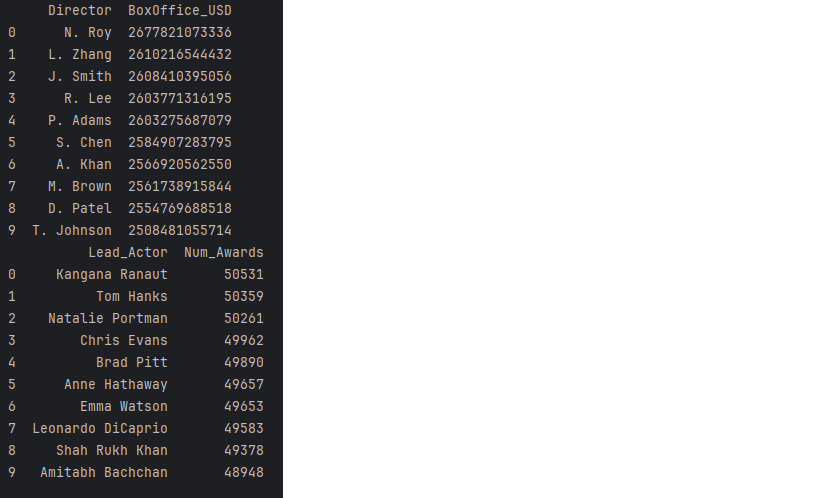 Director BoxOffice_USD
0 N. Roy 2677821073336
1 L. Zhang 2610216544432
2 J. Smith 2608410395056
3 R. Lee 2603771316195
4 P. Adams 2603275687079
5 S. Chen 2584907283795
6 A. Khan 2566920562550
7 M. Brown 2561738915844
8 D. Patel 2554769688518
9 T. Johnson 2508481055714
Lead_Actor Num_Awards
0 Kangana Ranaut 50531
1 Tom Hanks 50359
2 Natalie Portman 50261
3 Chris Evans 49962
4 Brad Pitt 49890
5 Anne Hathaway 49657
6 Emma Watson 49653
7 Leonardo DiCaprio 49583
8 Shah Rukh Khan 49378
9 Amitabh Bachchan 48948